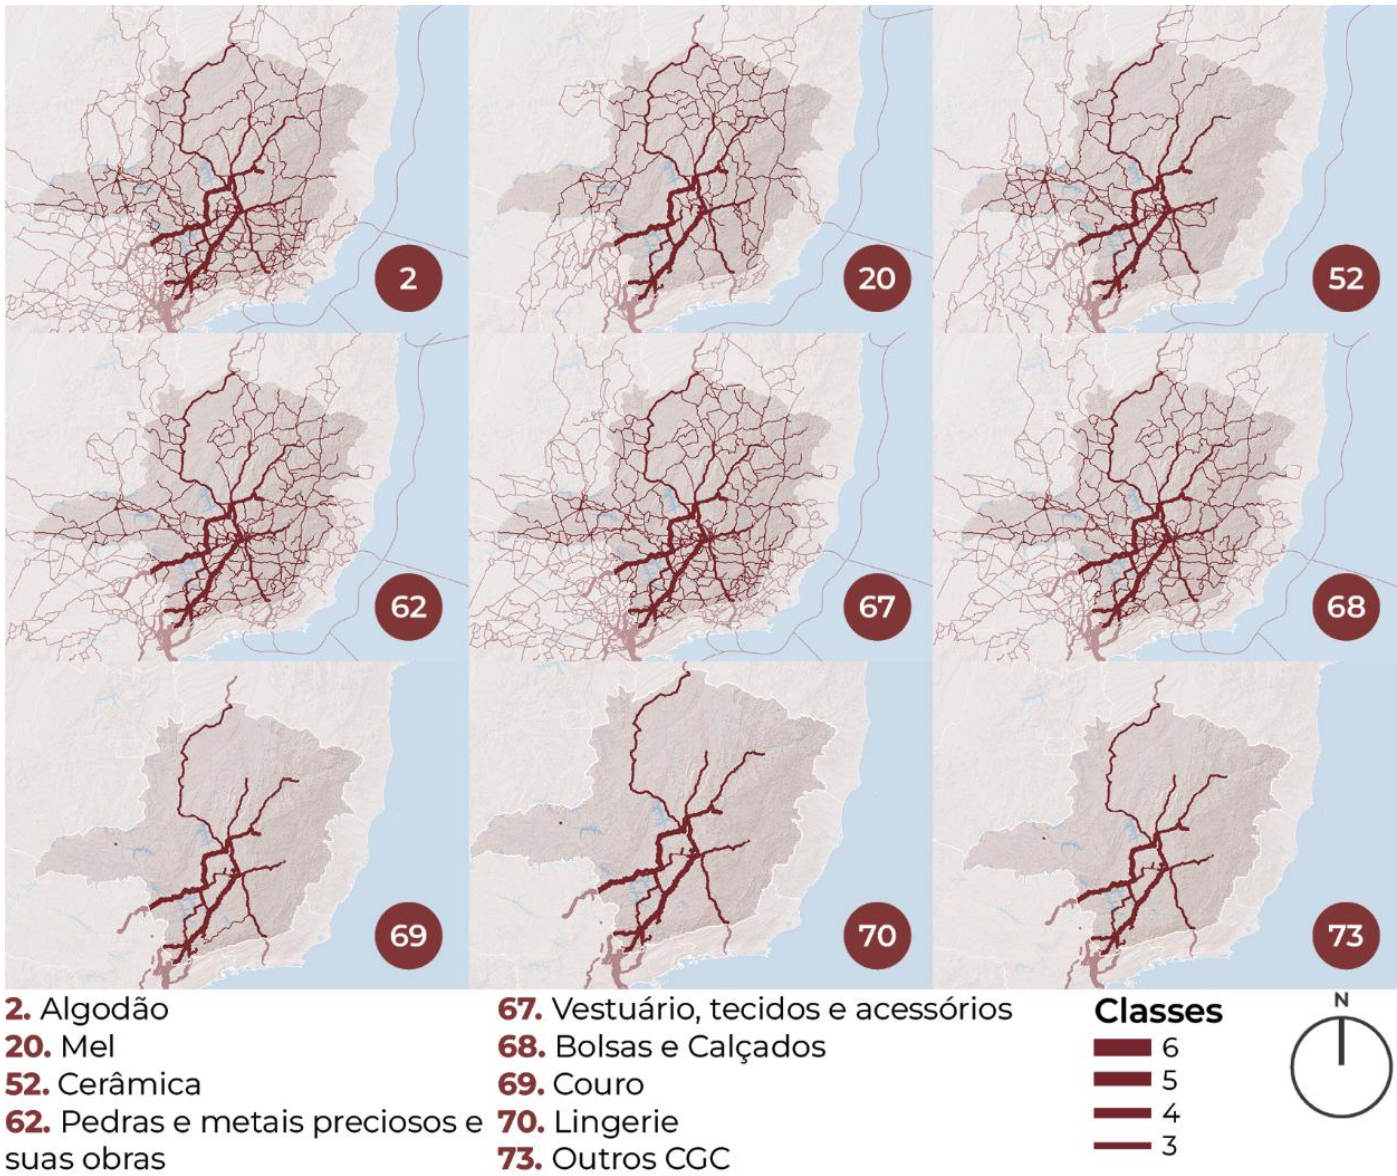 2
20
52
62
67
68
69
70
73
2. Algodão
20. Mel
52. Cerâmica
62. Pedras e metais preciosos e
suas obras
67. Vestuário, tecidos e acessórios
68. Bolsas e Calçados
69. Couro
70. Lingerie
73. Outros CGC
Classes
6
5
4
3
N